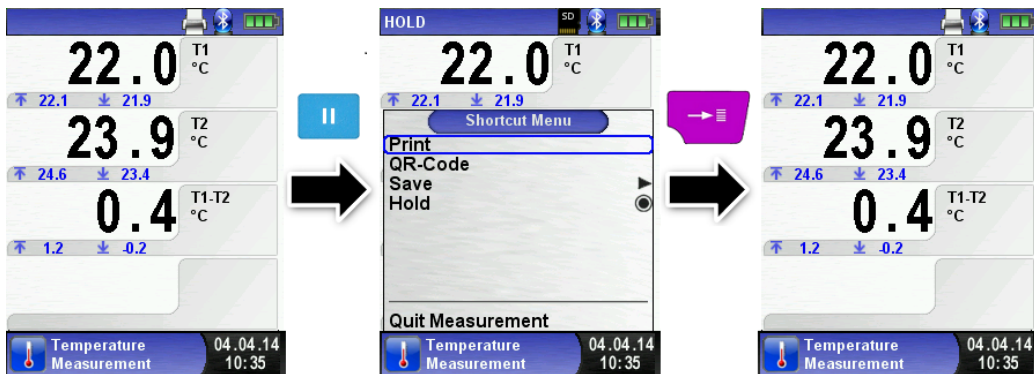 22.0 T1
°C
22.1 21.9
23.9 T2
°C
24.6 23.4
0.4 T1-T2
°C
1.2 -0.2
Temperature
Measurement
04.04.14
10:35
HOLD SD
22.0 T1
°C
22.1 21.9
Shortcut Menu
Print
QR-Code
Save
Hold
Quit Measurement
Temperature
Measurement
04.04.14
10:35
22.0 T1
°C
22.1 21.9
23.9 T2
°C
24.6 23.4
0.4 T1-T2
°C
1.2 -0.2
Temperature
Measurement
04.04.14
10:35